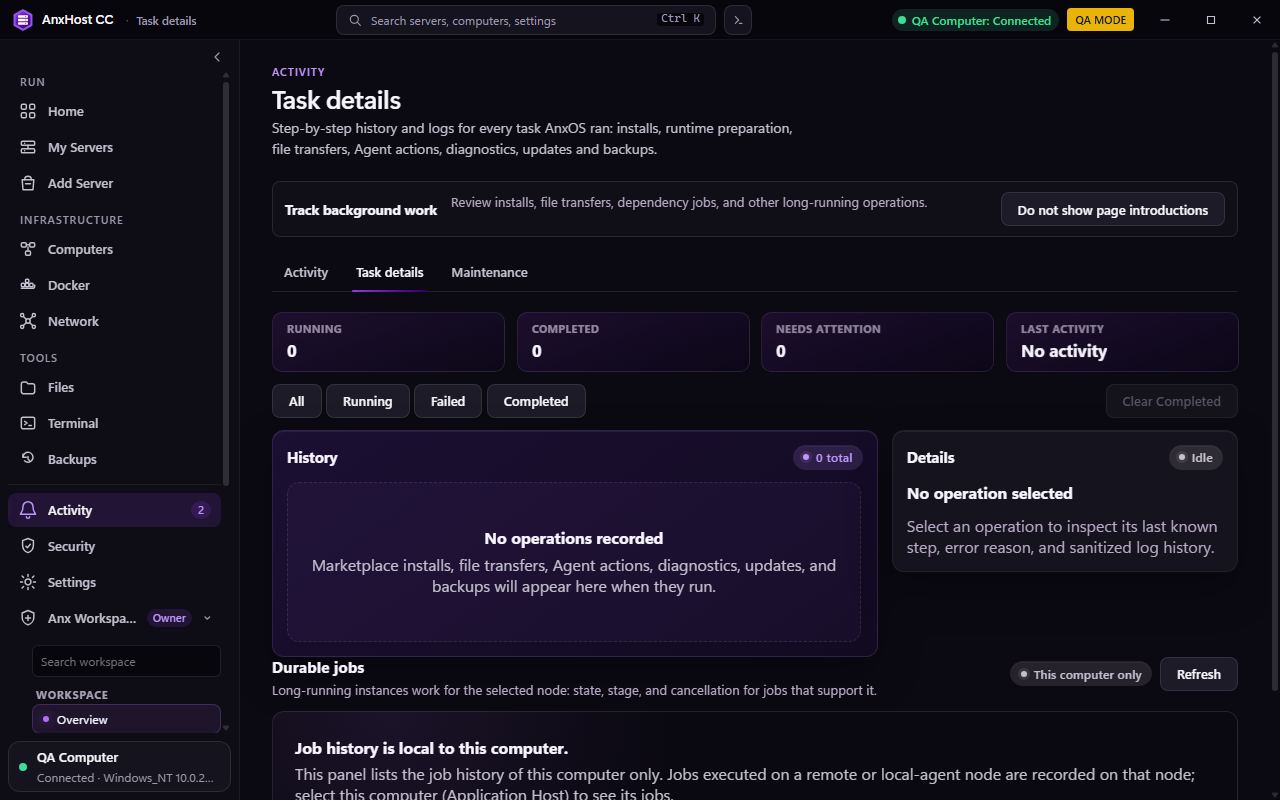 AnxHost CC · Task details
Search servers, computers, settings Ctrl K
QA Computer: Connected
QA MODE
RUN
Home
My Servers
Add Server
INFRASTRUCTURE
Computers
Docker
Network
TOOLS
Files
Terminal
Backups
Activity 2
Security
Settings
Anx Workspa... Owner
Search workspace
WORKSPACE
Overview
QA Computer
Connected · Windows_NT 10.0.2...
ACTIVITY
Task details
Step-by-step history and logs for every task AnxOS ran: installs, runtime preparation,
file transfers, Agent actions, diagnostics, updates and backups.
Track background work Review installs, file transfers, dependency jobs, and other long-running operations.
Do not show page introductions
Activity Task details Maintenance
RUNNING
0
COMPLETED
0
NEEDS ATTENTION
0
LAST ACTIVITY
No activity
All Running Failed Completed Clear Completed
History 0 total
No operations recorded
Marketplace installs, file transfers, Agent actions, diagnostics, updates, and
backups will appear here when they run.
Details Idle
No operation selected
Select an operation to inspect its last known
step, error reason, and sanitized log history.
Durable jobs
Long-running instances work for the selected node: state, stage, and cancellation for jobs that support it.
This computer only Refresh
Job history is local to this computer.
This panel lists the job history of this computer only. Jobs executed on a remote or local-agent node are recorded on that node;
select this computer (Application Host) to see its jobs.